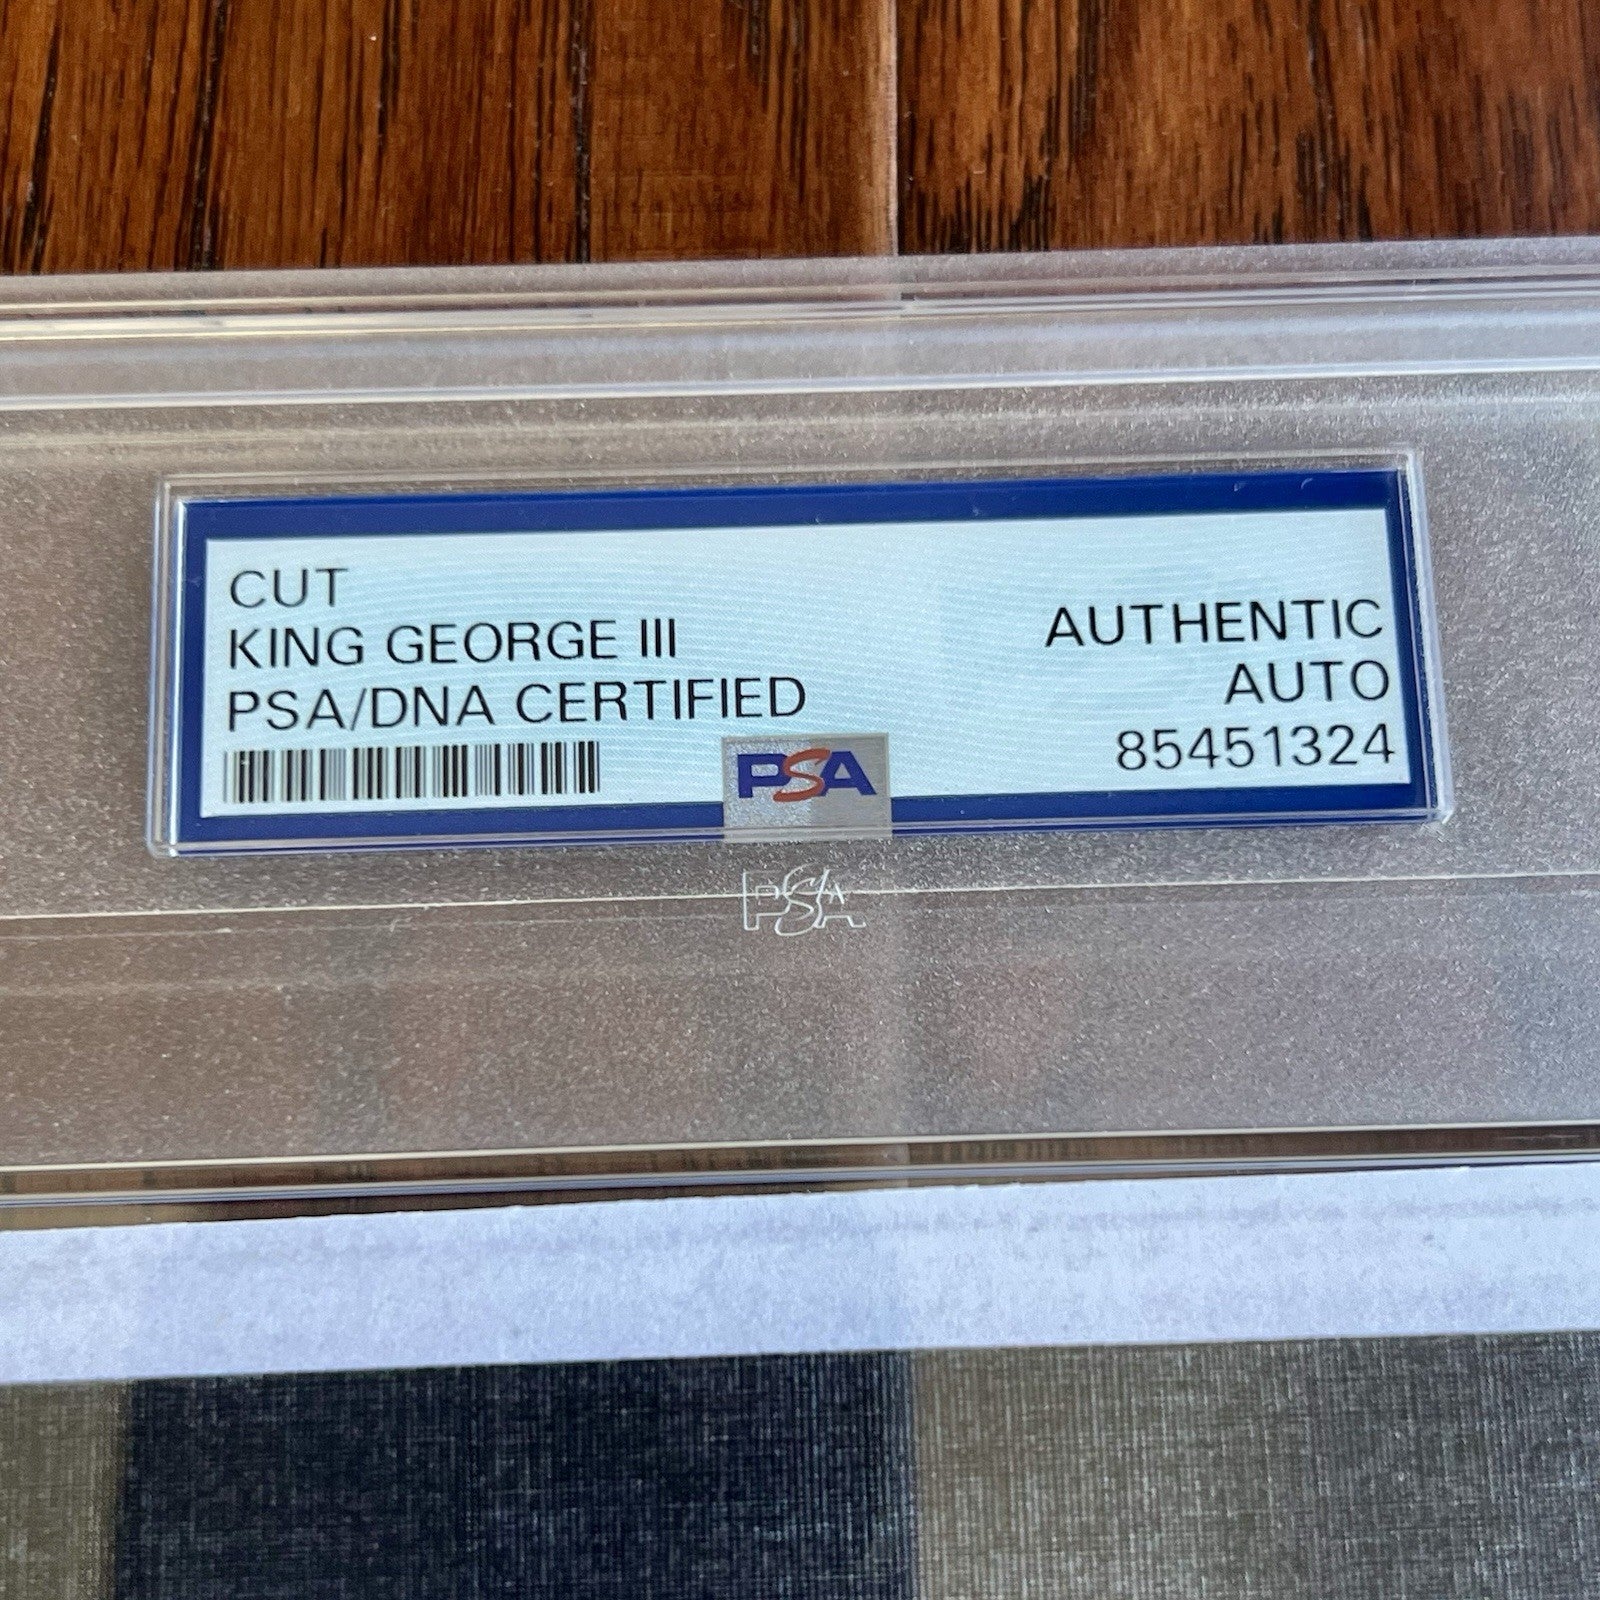 CUT
KING GEORGE III
PSA/DNA CERTIFIED
AUTHENTIC
AUTO
85451324
PSA
PSA